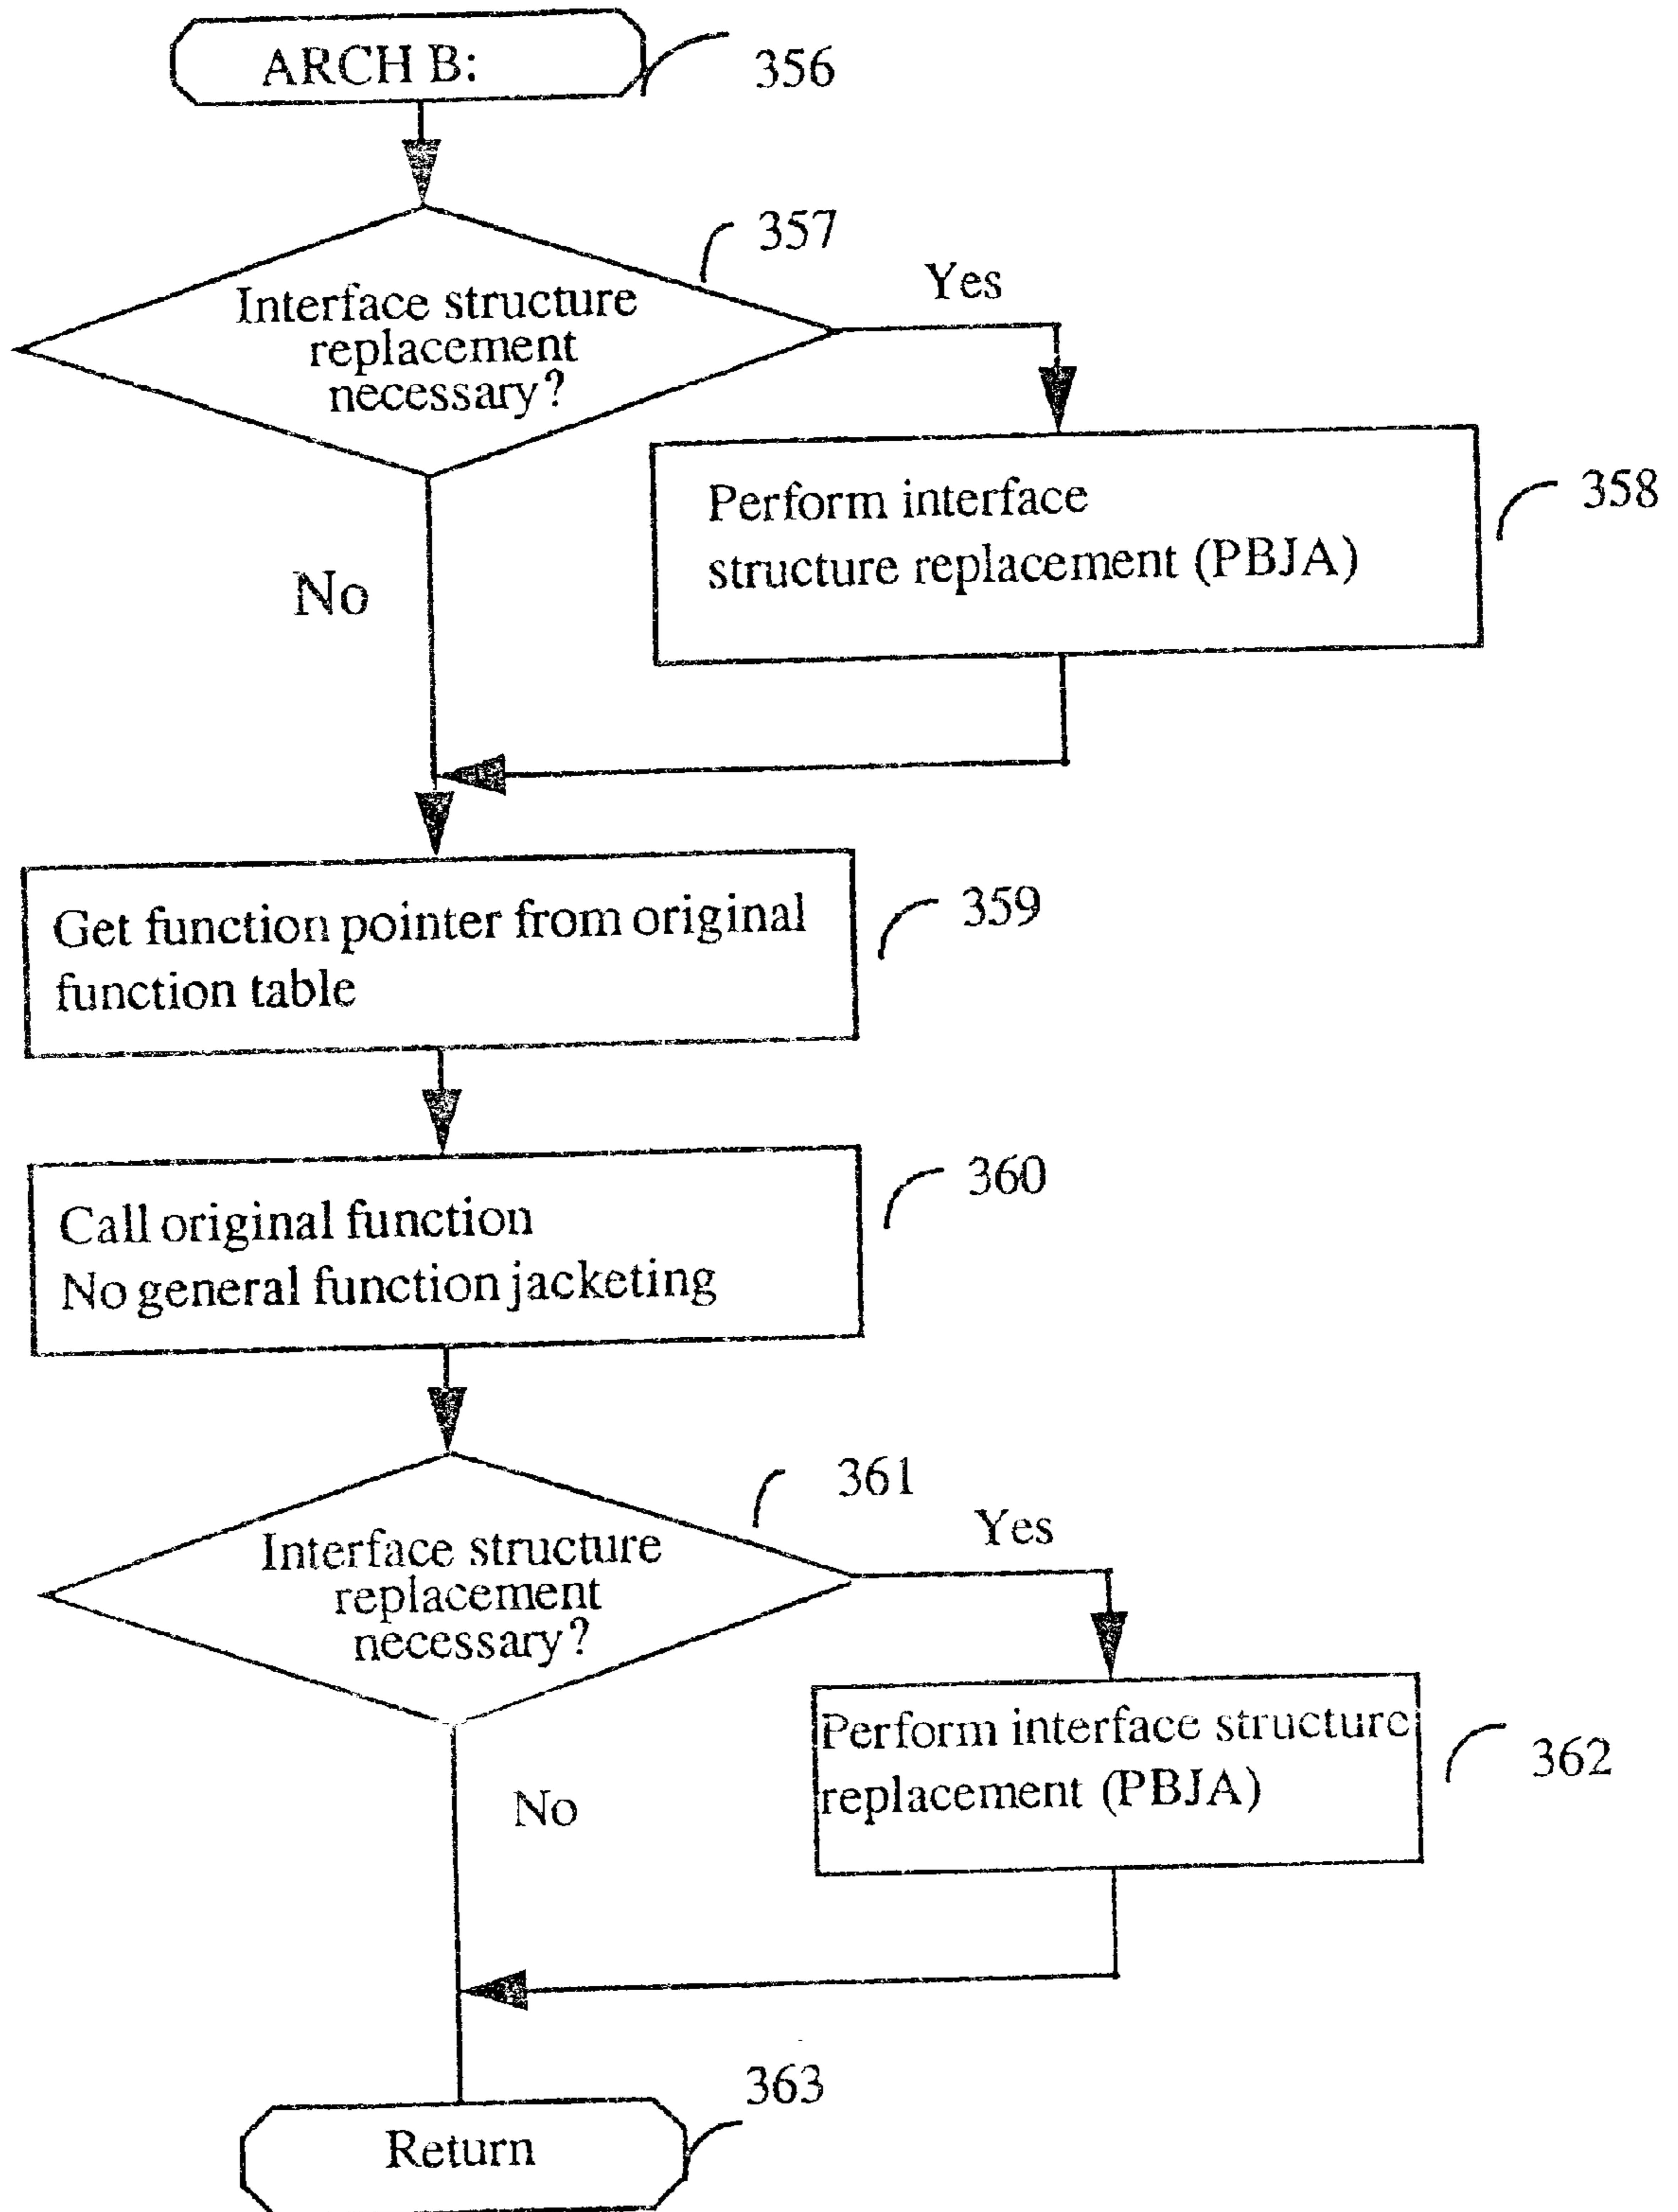 ARCH B:
356
357
Interface structure
replacement
necessary?
Yes
No
Perform interface
structure replacement (PBJA)
358
Get function pointer from original
function table
359
Call original function
No general function jacketing
360
361
Interface structure
replacement
necessary?
Yes
No
Perform interface structure
replacement (PBJA)
362
363
Return